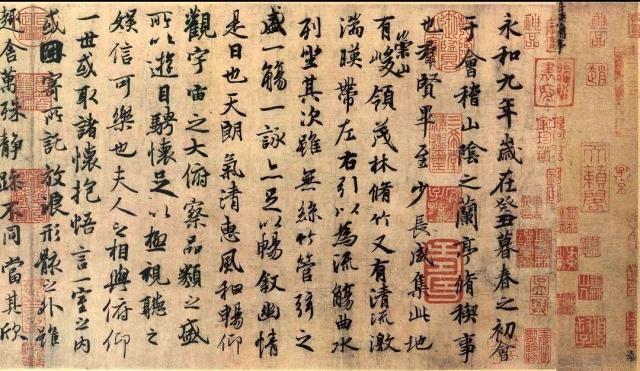 永和九年歲在癸丑暮春之初會
于會稽山陰之蘭亭脩稧事
也羣賢畢至少長咸集此地
有崇山峻領茂林脩竹又有清流激
湍暎帶左右引以為流觴曲水
列坐其次雖無絲竹管弦之
盛一觴一詠亦足以暢敘幽情
是日也天朗氣清惠風和暢仰
觀宇宙之大俯察品類之盛
所以遊目騁懷足以極視聽之
娛信可樂也夫人之相與俯仰
一世或取諸懷抱悟言一室之內
或因寄所託放浪形骸之外雖
趣舍萬殊靜躁不同當其欣